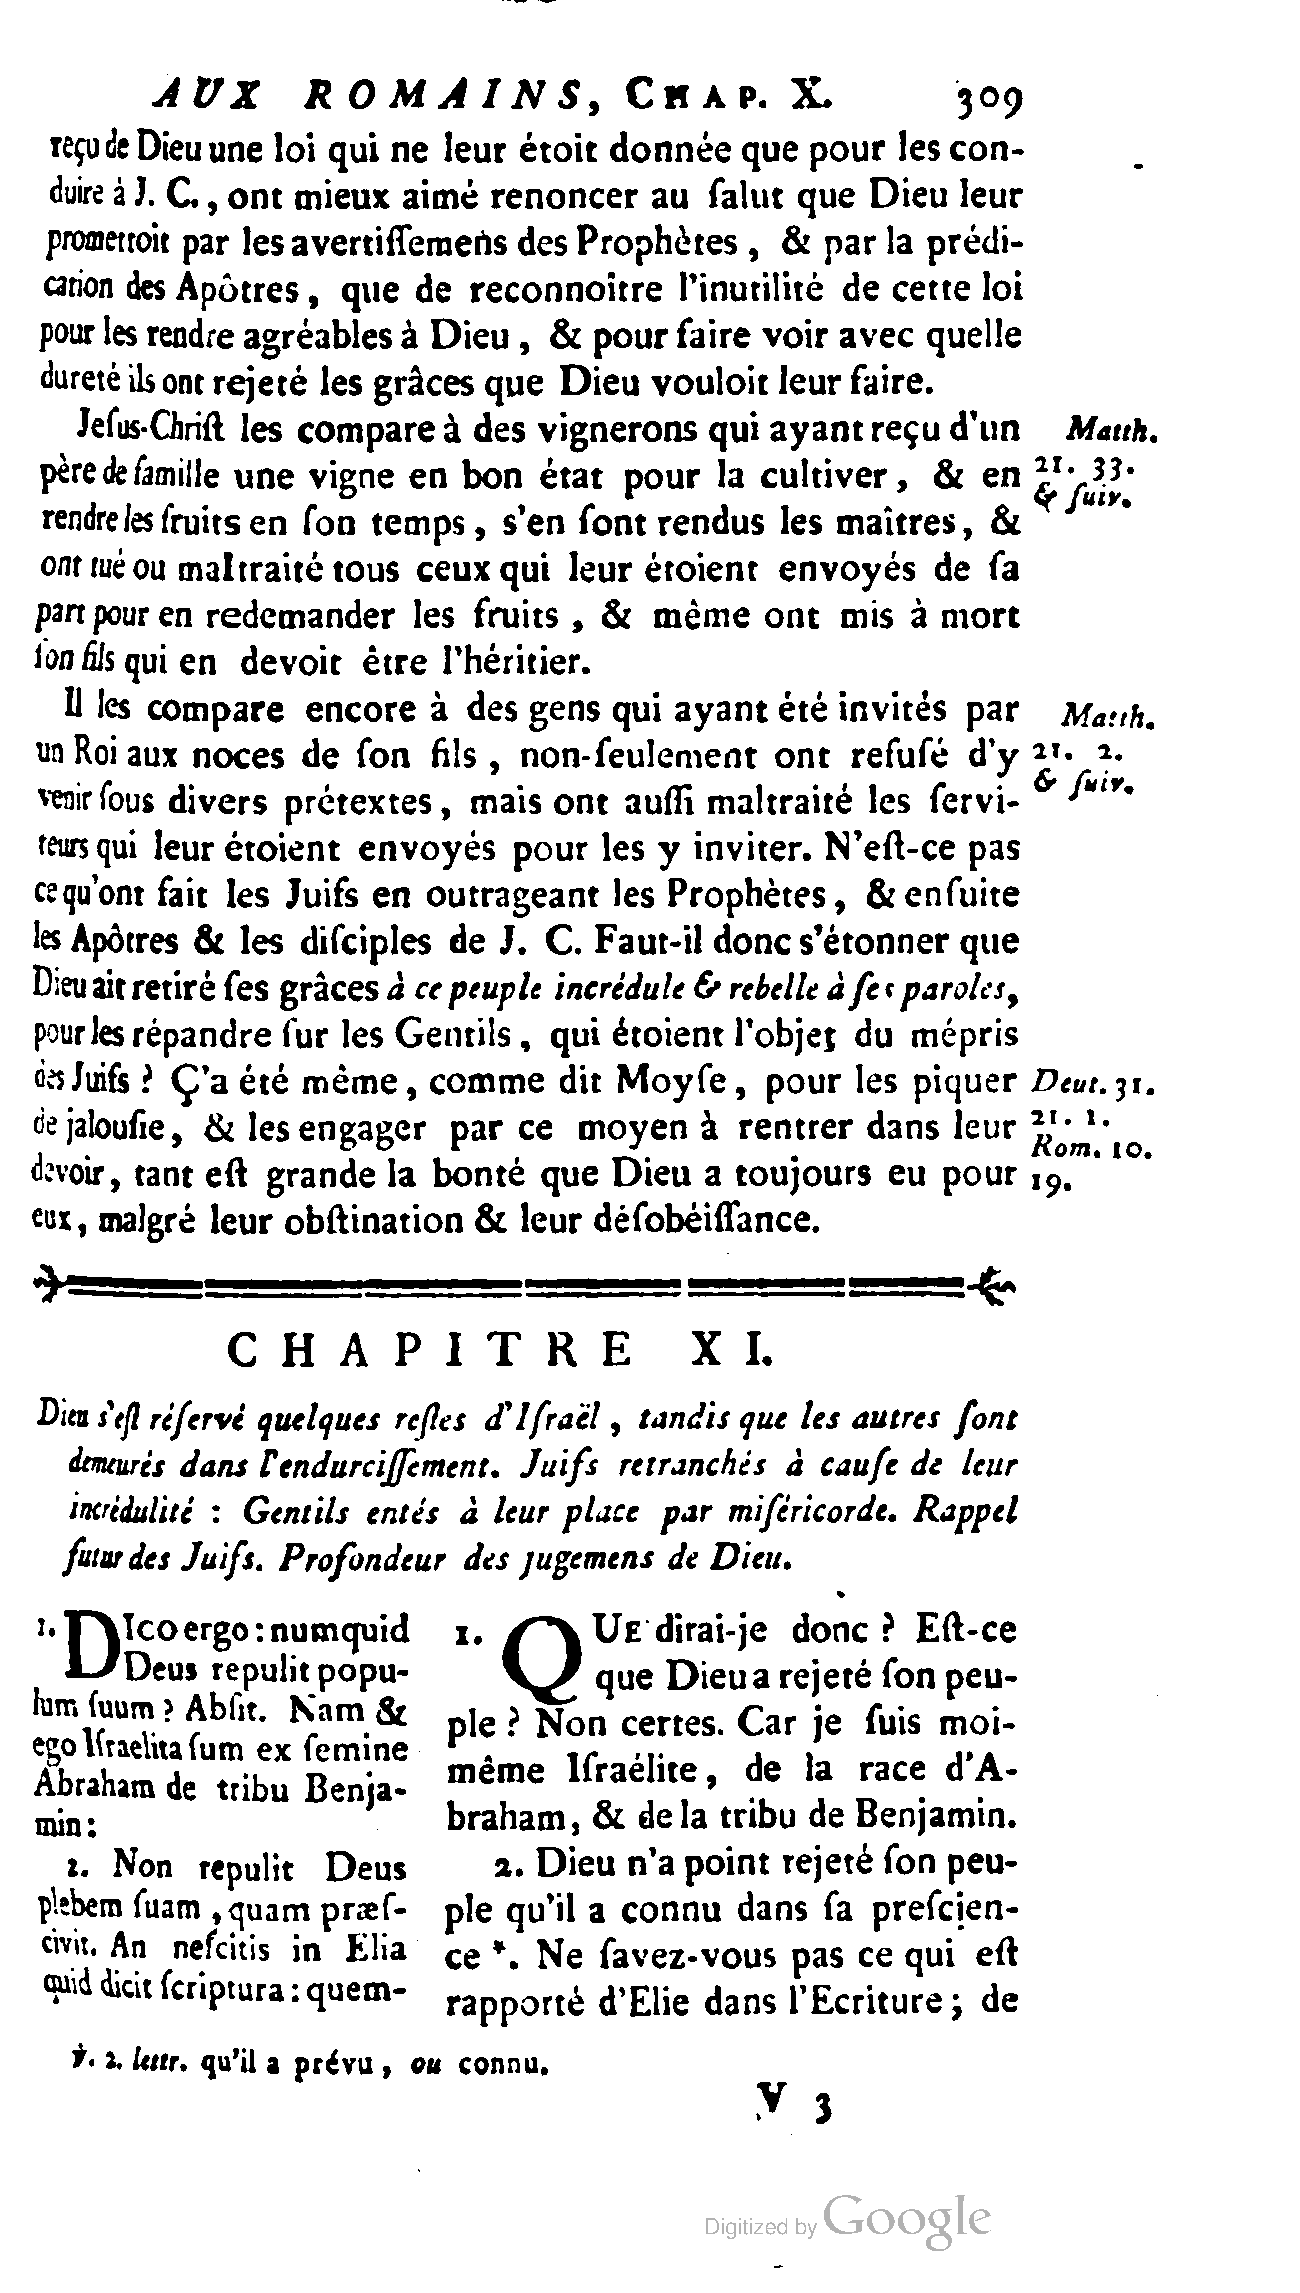 AUX ROMAINS, CHAP. X. 309
reçu de Dieu une loi qui ne leur étoit donnée que pour les con-
duire à J. C., ont mieux aimé renoncer au ſalut que Dieu leur
promettoit par les avertiſſemens des Prophètes, & par la prédi-
cation des Apôtres, que de reconnoitre l'inutilité de cette loi
pour les rendre agréables à Dieu, & pour faire voir avec quelle
dureté ils ont rejeté les grâces que Dieu vouloit leur faire.
Jeſus-Chriſt les compare à des vignerons qui ayant reçu d'un
père de famille une vigne en bon état pour la cultiver, & en
rendre les fruits en ſon temps, s'en ſont rendus les maîtres, &
ont tué ou maltraité tous ceux qui leur étoient envoyés de ſa
part pour en redemander les fruits, & même ont mis à mort
ſon fils qui en devoit être l'héritier.
Matth.
21. 33.
& ſuiv.
Il les compare encore à des gens qui ayant été invités par
un Roi aux noces de ſon fils, non-ſeulement ont refuſé d'y
venir ſous divers prétextes, mais ont auſſi maltraité les ſervi-
teurs qui leur étoient envoyés pour les y inviter. N'eſt-ce pas
ce qu'ont fait les Juifs en outrageant les Prophètes, & enſuite
les Apôtres & les diſciples de J. C. Faut-il donc s'étonner que
Dieu ait retiré ſes grâces à ce peuple incrédule & rebelle à ſes paroles,
pour les répandre ſur les Gentils, qui étoient l'objet du mépris
des Juifs ? Ç'a été même, comme dit Moyſe, pour les piquer
de jalouſie, & les engager par ce moyen à rentrer dans leur
devoir, tant eſt grande la bonté que Dieu a toujours eu pour
eux, malgré leur obſtination & leur déſobéiſſance.
Matth.
21. 2.
& ſuiv.
Deut. 31.
21. 1.
Rom. 10.
19.
CHAPITRE XI.
Dieu s'eſt réſervé quelques reſtes d'Iſraël, tandis que les autres ſont
demeurés dans l'endurciſſement. Juifs retranchés à cauſe de leur
incrédulité : Gentils entés à leur place par miſéricorde. Rappel
futur des Juifs. Profondeur des jugemens de Dieu.
1. DIco ergo : numquid
Deus repulit popu-
lum ſuum ? Abſit. Nam &
ego Iſraelita ſum ex ſemine
Abraham de tribu Benja-
min :
2. Non repulit Deus
plebem ſuam, quam præſ-
civit. An neſcitis in Elia
quid dicit ſcriptura : quem-
1. QUE dirai-je donc ? Eſt-ce
que Dieu a rejeté ſon peu-
ple ? Non certes. Car je ſuis moi-
même Iſraélite, de la race d'A-
braham, & de la tribu de Benjamin.
2. Dieu n'a point rejeté ſon peu-
ple qu'il a connu dans ſa preſcien-
ce *. Ne ſavez-vous pas ce qui eſt
rapporté d'Elie dans l'Ecriture ; de
℣. 2. lettr. qu'il a prévu, ou connu.
V 3
Digitized by Google